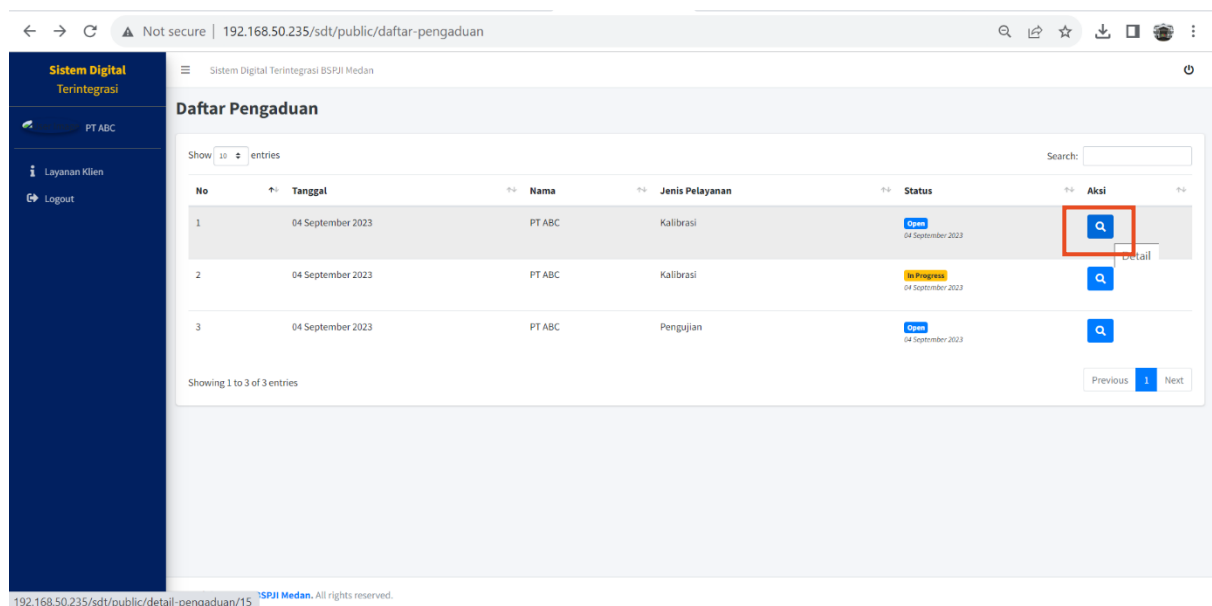 Not secure | 192.168.50.235/sdt/public/daftar-pengaduan
Sistem Digital
Terintegrasi
PT ABC
Layanan Klien
Logout
Sistem Digital Terintegrasi BSPJI Medan
Daftar Pengaduan
Show 10 entries
Search:
No Tanggal Nama Jenis Pelayanan Status Aksi
1 04 September 2023 PT ABC Kalibrasi Open
04 September 2023
Detail
2 04 September 2023 PT ABC Kalibrasi In Progress
04 September 2023
3 04 September 2023 PT ABC Pengujian Open
04 September 2023
Showing 1 to 3 of 3 entries
Previous 1 Next
BSPJI Medan. All rights reserved.
192.168.50.235/sdt/public/detail-pengaduan/15